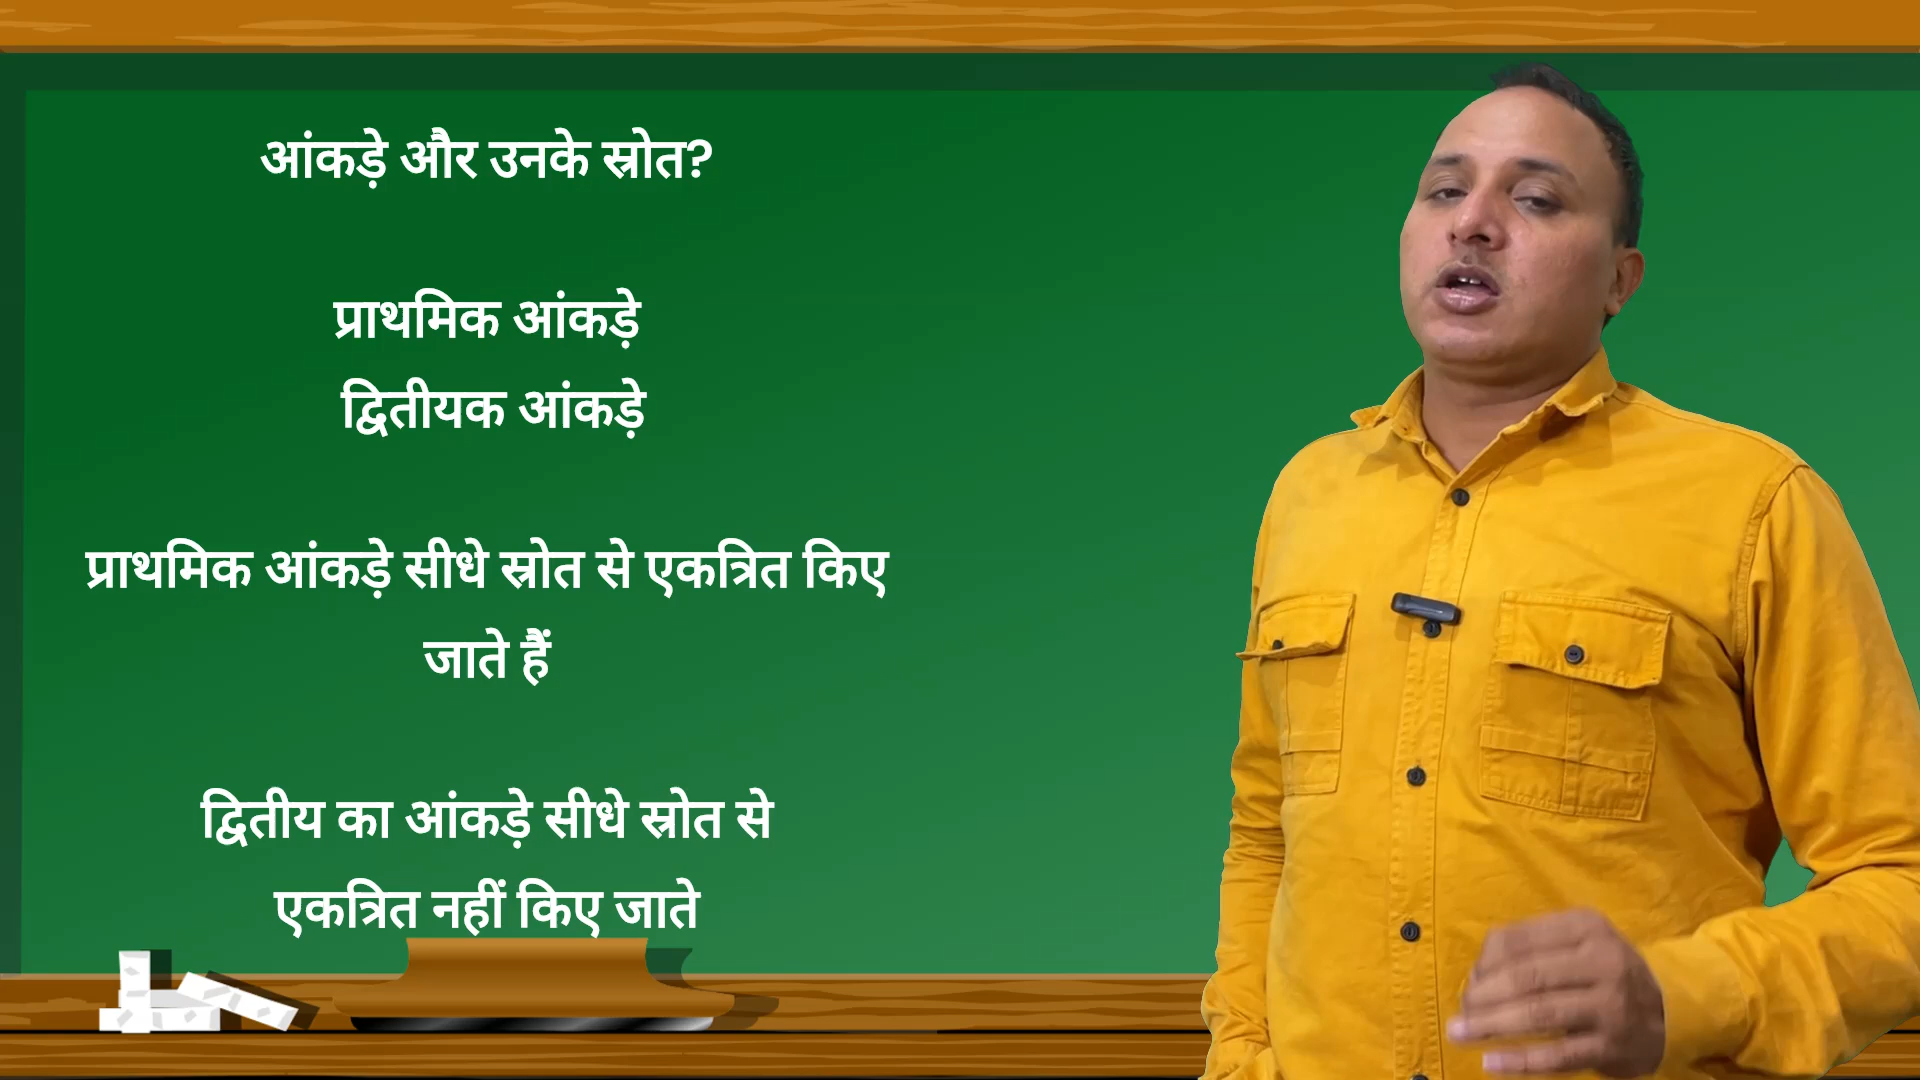 आंकड़े और उनके स्रोत?
प्राथमिक आंकड़े
द्वितीयक आंकड़े
प्राथमिक आंकड़े सीधे स्रोत से एकत्रित किए
जाते हैं
द्वितीय का आंकड़े सीधे स्रोत से
एकत्रित नहीं किए जाते